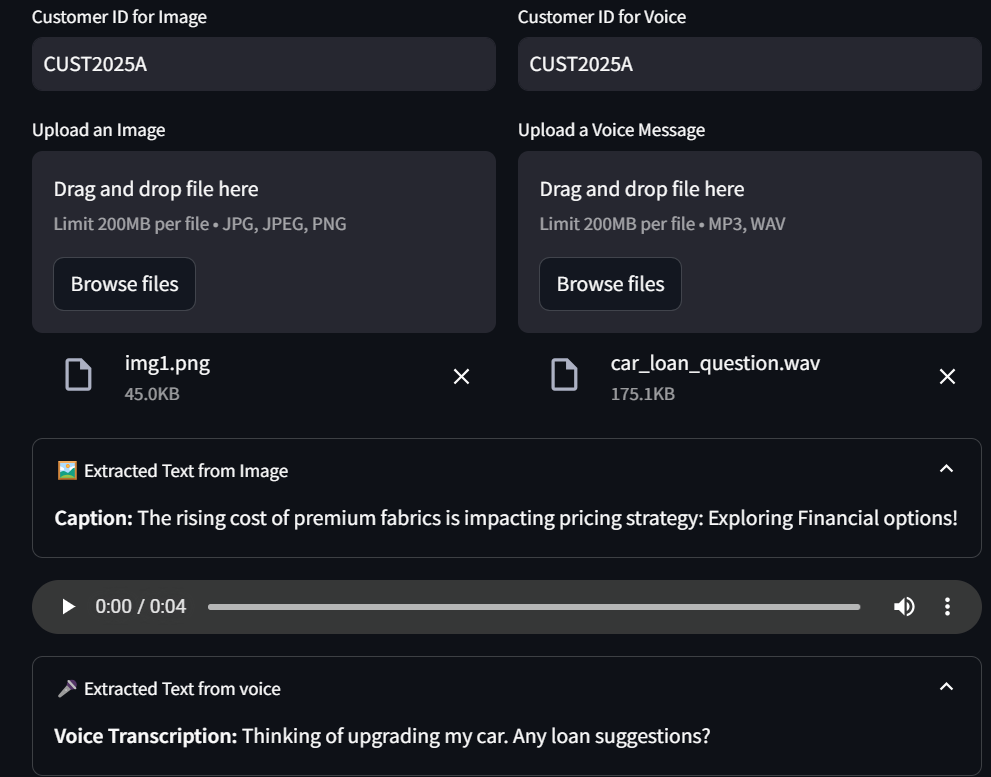 Customer ID for Image
CUST2025A
Customer ID for Voice
CUST2025A
Upload an Image
Drag and drop file here
Limit 200MB per file • JPG, JPEG, PNG
Browse files
img1.png
45.0KB
Upload a Voice Message
Drag and drop file here
Limit 200MB per file • MP3, WAV
Browse files
car_loan_question.wav
175.1KB
Extracted Text from Image
Caption: The rising cost of premium fabrics is impacting pricing strategy: Exploring Financial options!
0:00 / 0:04
Extracted Text from voice
Voice Transcription: Thinking of upgrading my car. Any loan suggestions?